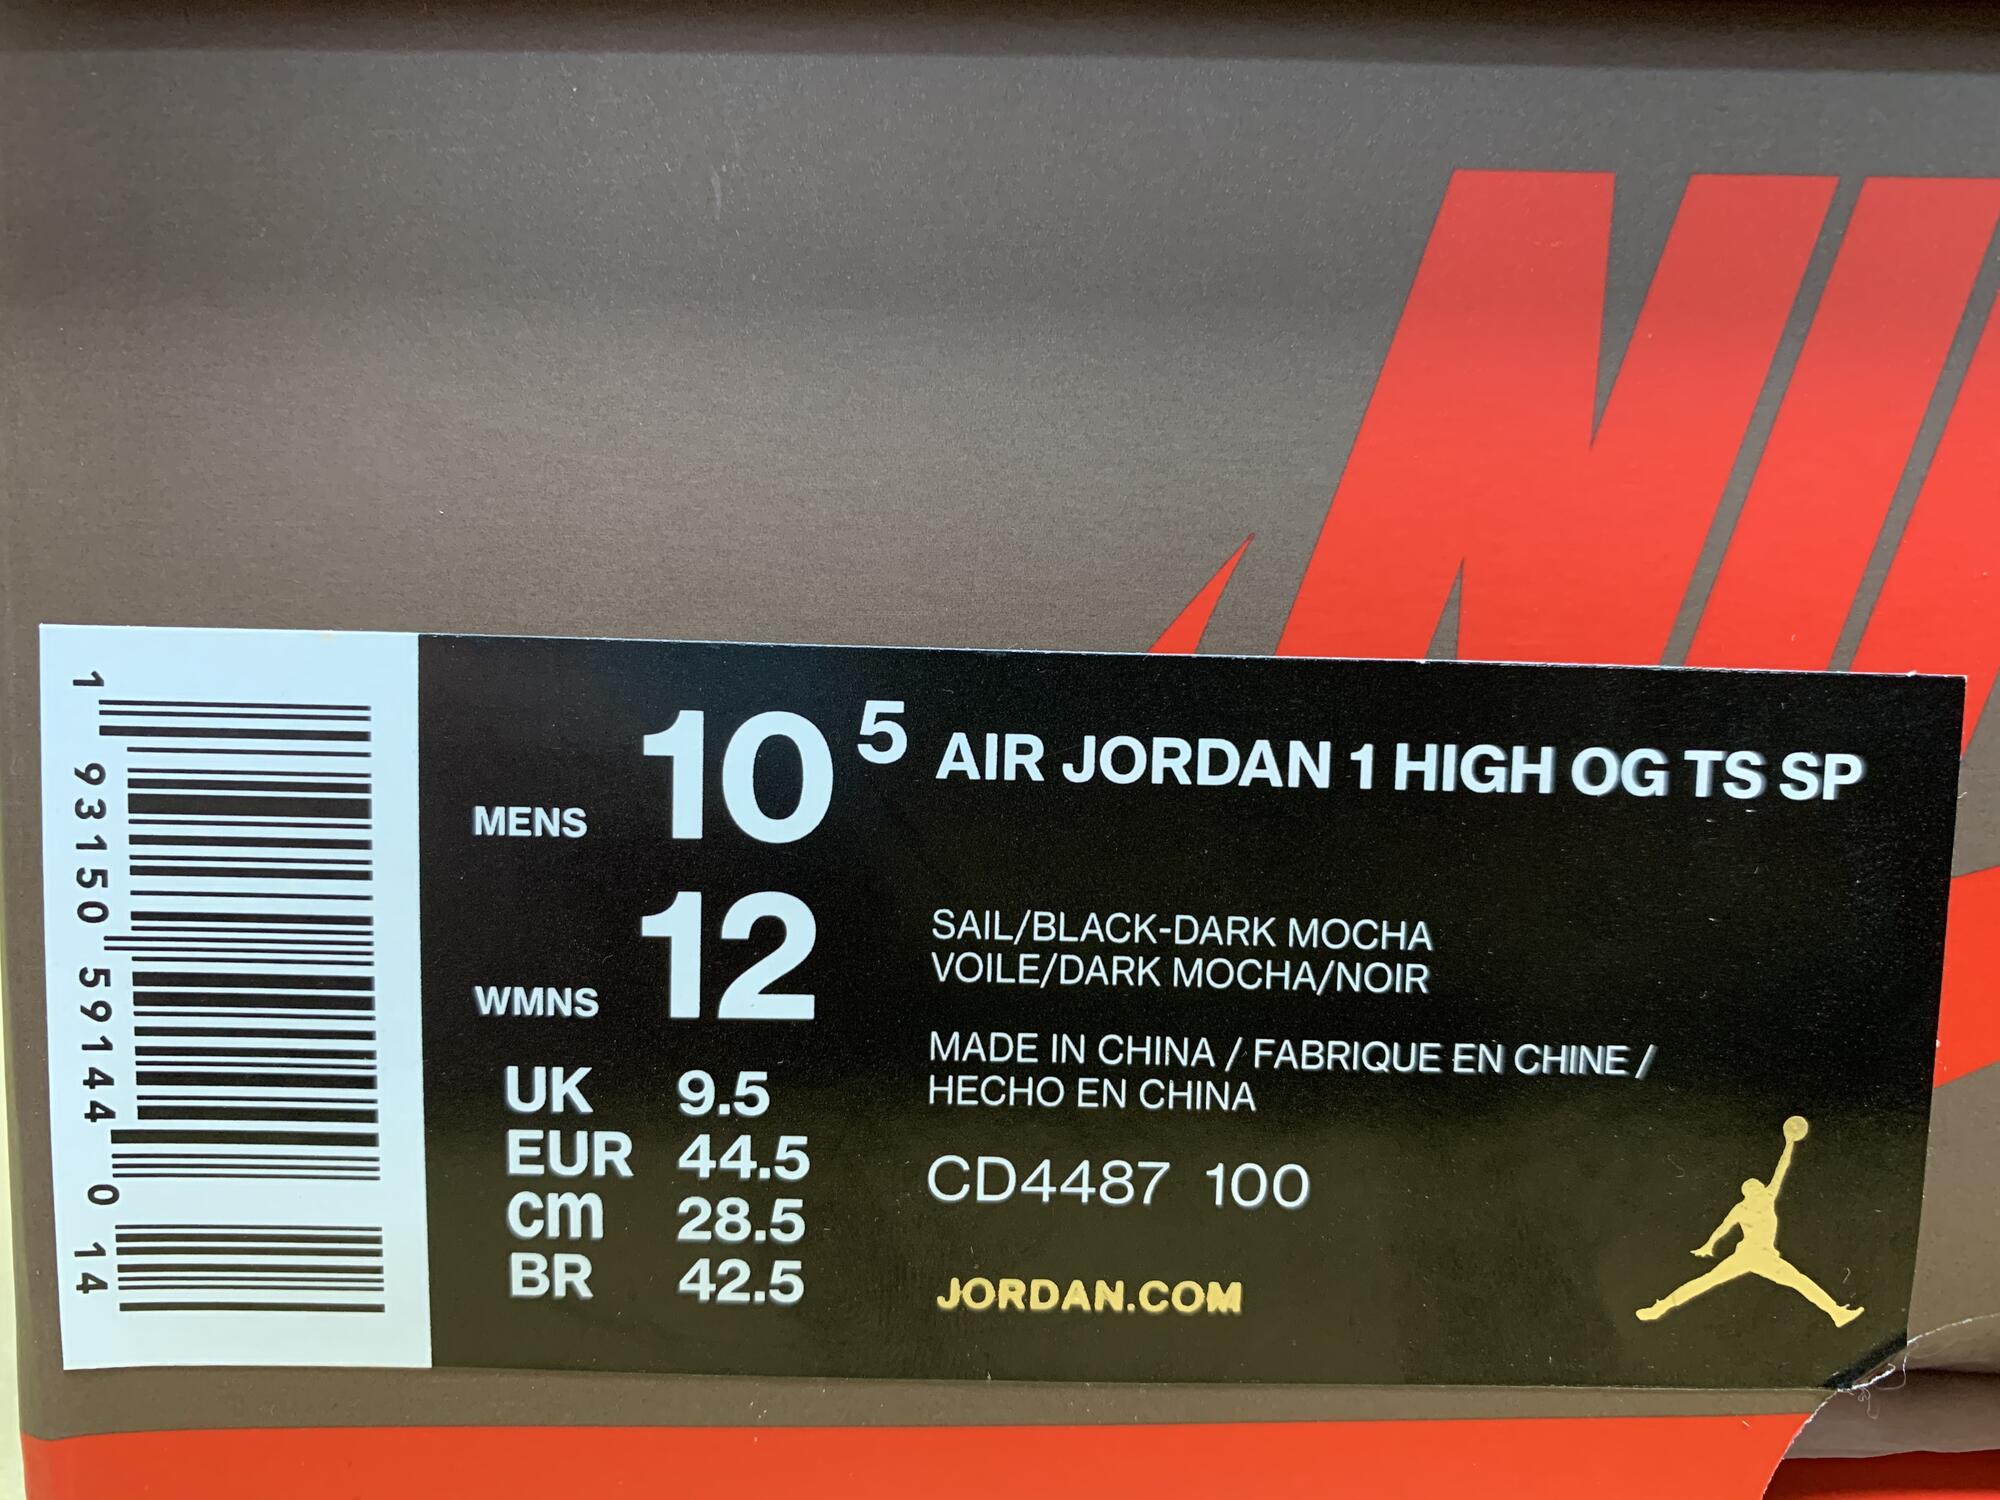 NI
1 93150 59144 0 14
MENS 10 5
WMNS 12
UK 9.5
EUR 44.5
cm 28.5
BR 42.5
AIR JORDAN 1 HIGH OG TS SP
SAIL/BLACK-DARK MOCHA
VOILE/DARK MOCHA/NOIR
MADE IN CHINA / FABRIQUE EN CHINE /
HECHO EN CHINA
CD4487 100
JORDAN.COM